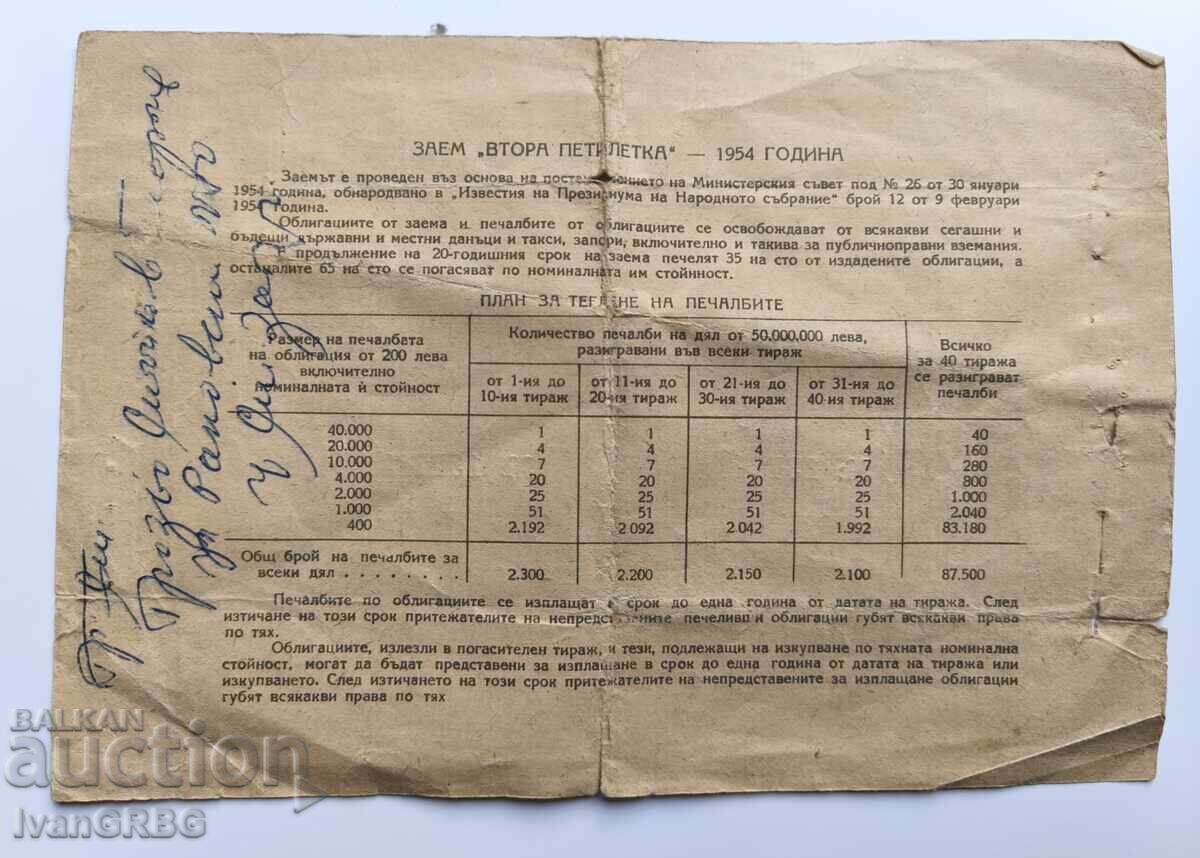 ЗАЕМ „ВТОРА ПЕТИЛЕТКА“ — 1954 ГОДИНА
Заемът е проведен въз основа на постановлението на Министерския съвет под № 26 от 30 януари
1954 година, обнародвано в „Известия на Президиума на Народното събрание“ брой 12 от 9 февруари
1954 година.
Облигациите от заема и печалбите от облигациите се освобождават от всякакви сегашни и
бъдещи държавни и местни данъци и такси, запори, включително и такива за публичноправни вземания.
В продължение на 20-годишния срок на заема печелят 35 на сто от издадените облигации, а
останалите 65 на сто се погасяват по номиналната им стойнност.
ПЛАН ЗА ТЕГЛЕНЕ НА ПЕЧАЛБИТЕ
Размер на печалбата
на облигация от 200 лева
включително
номиналната ѝ стойност
Количество печалби на дял от 50.000,000 лева,
разигравани във всеки тираж
от 1-ия до
10-ия тираж
от 11-ия до
20-ия тираж
от 21-ия до
30-ия тираж
от 31-ия до
40-ия тираж
Всичко
за 40 тиража
се разиграват
печалби
40.000 1 1 1 1 40
20.000 4 4 4 4 160
10.000 7 7 7 7 280
4.000 20 20 20 20 800
2.000 25 25 25 25 1.000
1.000 51 51 51 51 2.040
400 2.192 2 092 2 042 1.992 83.180
Общ брой на печалбите за
всеки дял . . . . . . . . 2.300 2.200 2.150 2.100 87.500
Печалбите по облигациите се изплащат в срок до една година от датата на тиража. След
изтичане на този срок притежателите на непредставените печеливши облигации губят всякакви права
по тях.
Облигациите, излезли в погасителен тираж, и тези, подлежащи на изкупване по тяхната номинална
стойност, могат да бъдат представени за изплащане в срок до една година от датата на тиража или
изкупването. След изтичането на този срок притежателите на непредставените за изплащане облигации
губят всякакви права по тях
BALKAN
auction
IvanGRBG